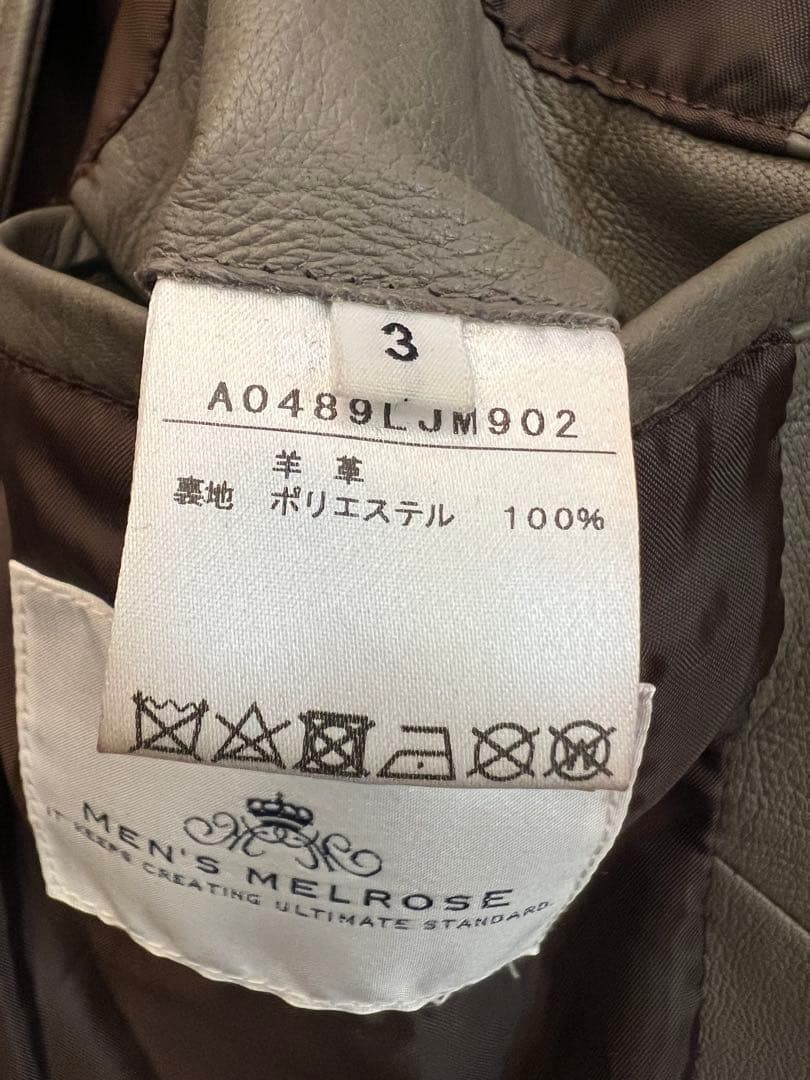 3
A0489LJM902
羊革
裏地 ポリエステル 100%
W
MEN'S MELROSE
IT KEEPS CREATING ULTIMATE STANDARD.